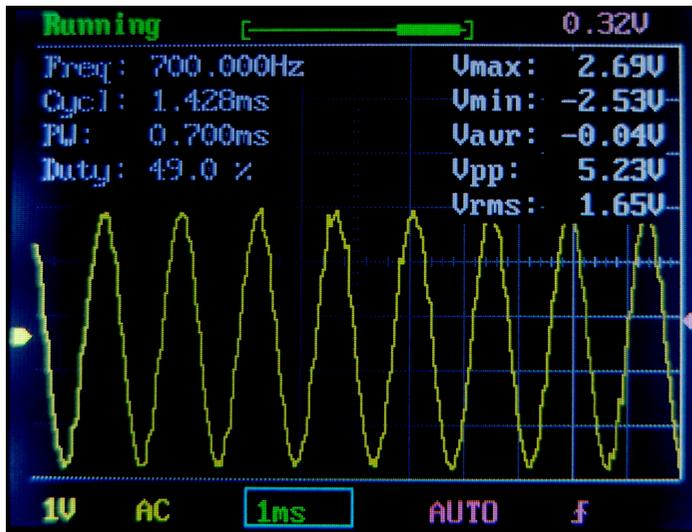 Running 0.32V
Freq: 700.000Hz Vmax: 2.69V
Cycl: 1.428ms Vmin: -2.53V
PW: 0.700ms Vavr: -0.04V
Duty: 49.0 % Vpp: 5.23V
Vrms: 1.65V
1V AC 1ms AUTO